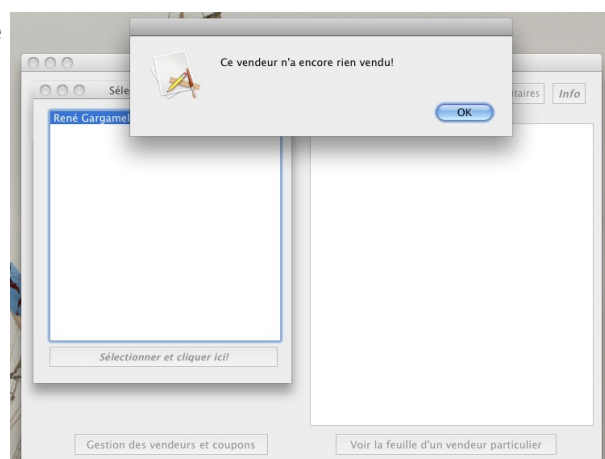 Ce vendeur n'a encore rien vendu!
OK
Info
René Gargamel
Sélectionner et cliquer ici!
Gestion des vendeurs et coupons
Voir la feuille d'un vendeur particulier